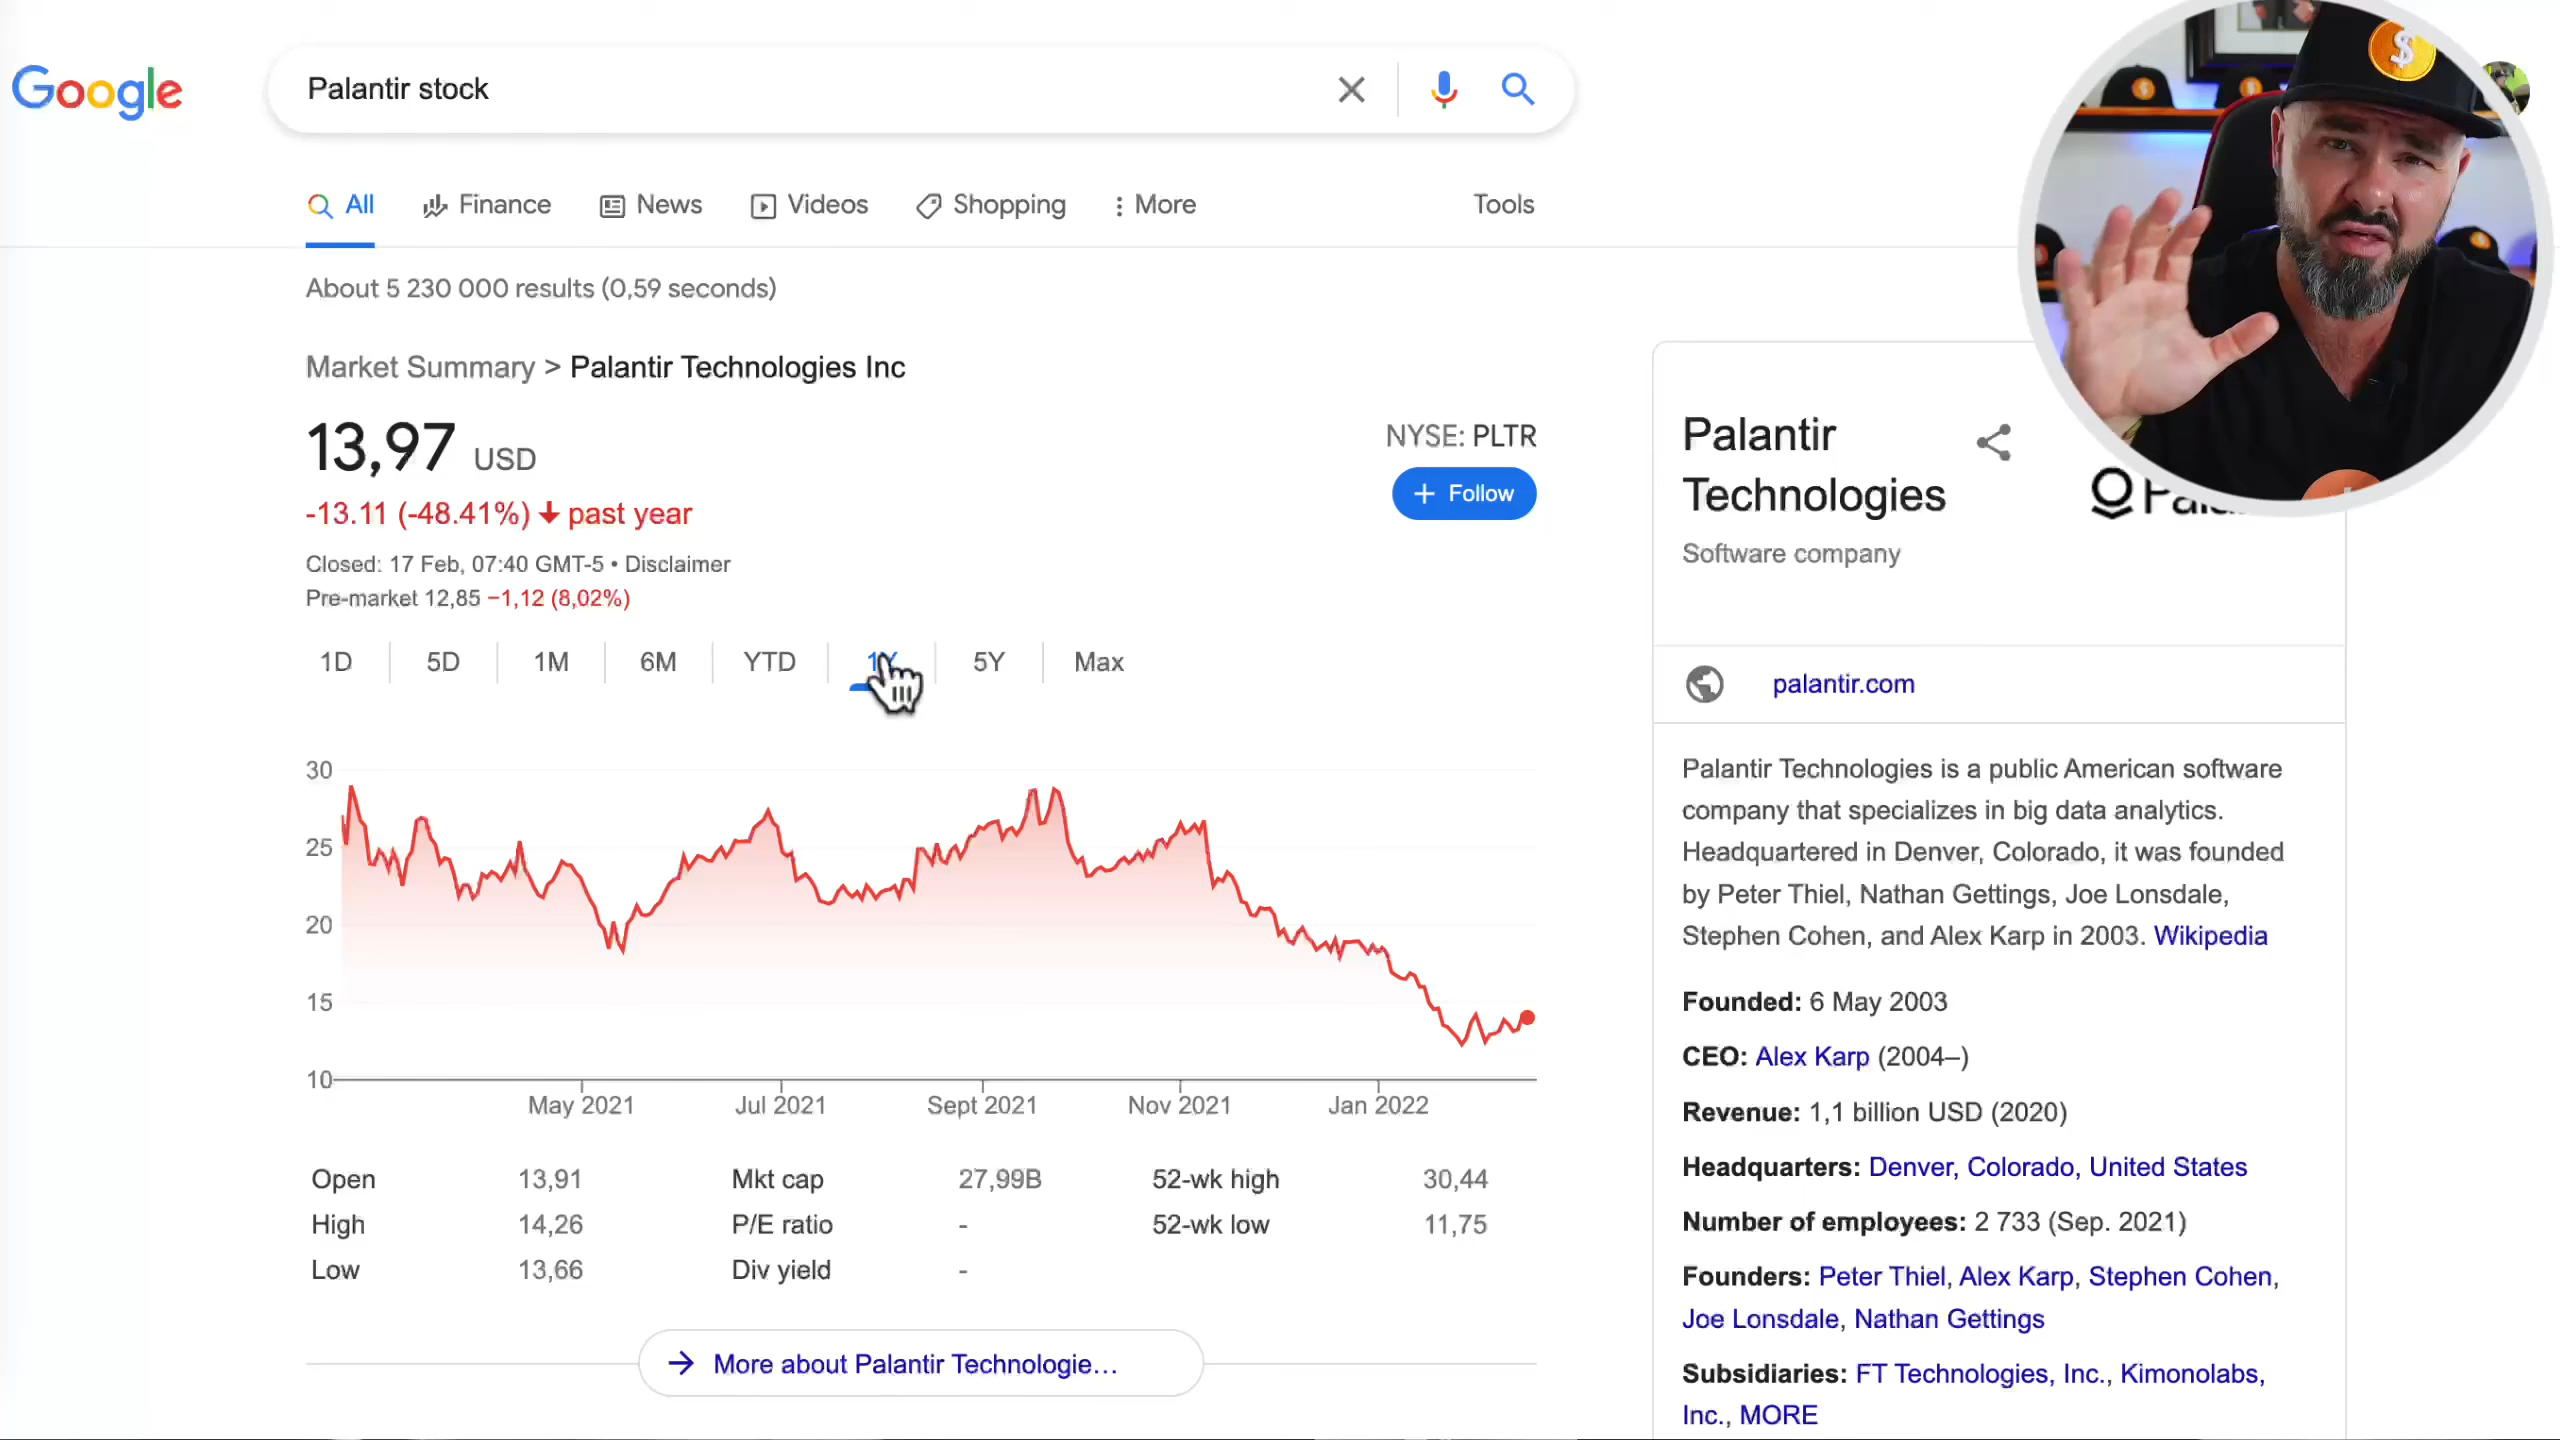 Google
Palantir stock
All Finance News Videos Shopping More Tools
About 5 230 000 results (0,59 seconds)
Market Summary > Palantir Technologies Inc
13,97 USD
NYSE: PLTR
-13.11 (-48.41%) past year
+ Follow
Closed: 17 Feb, 07:40 GMT-5 • Disclaimer
Pre-market 12,85 −1,12 (8,02%)
1D 5D 1M 6M YTD 1Y 5Y Max
30
25
20
15
10
May 2021 Jul 2021 Sept 2021 Nov 2021 Jan 2022
Open 13,91 Mkt cap 27,99B 52-wk high 30,44
High 14,26 P/E ratio - 52-wk low 11,75
Low 13,66 Div yield -
More about Palantir Technologie…
$
Palantir
Technologies
Software company
palantir.com
Palantir Technologies is a public American software
company that specializes in big data analytics.
Headquartered in Denver, Colorado, it was founded
by Peter Thiel, Nathan Gettings, Joe Lonsdale,
Stephen Cohen, and Alex Karp in 2003. Wikipedia
Founded: 6 May 2003
CEO: Alex Karp (2004–)
Revenue: 1,1 billion USD (2020)
Headquarters: Denver, Colorado, United States
Number of employees: 2 733 (Sep. 2021)
Founders: Peter Thiel, Alex Karp, Stephen Cohen,
Joe Lonsdale, Nathan Gettings
Subsidiaries: FT Technologies, Inc., Kimonolabs,
Inc., MORE